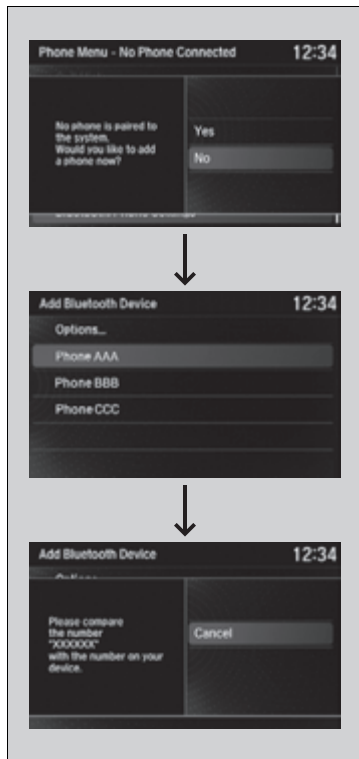 Phone Menu - No Phone Connected 12:34
No phone is paired to
the system.
Would you like to add
a phone now?
Yes
No
Add Bluetooth Device 12:34
Options...
Phone AAA
Phone BBB
Phone CCC
Add Bluetooth Device 12:34
Please compare
the number
"XXXXXX"
with the number on your
device.
Cancel